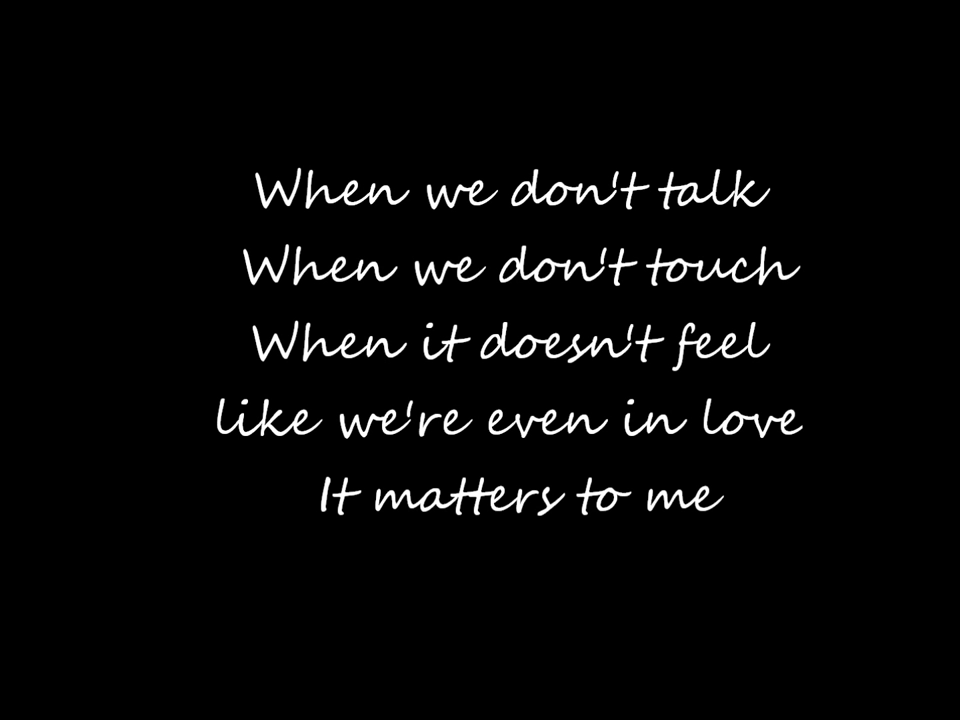 When we don't talk
When we don't touch
When it doesn't feel
like we're even in love
It matters to me